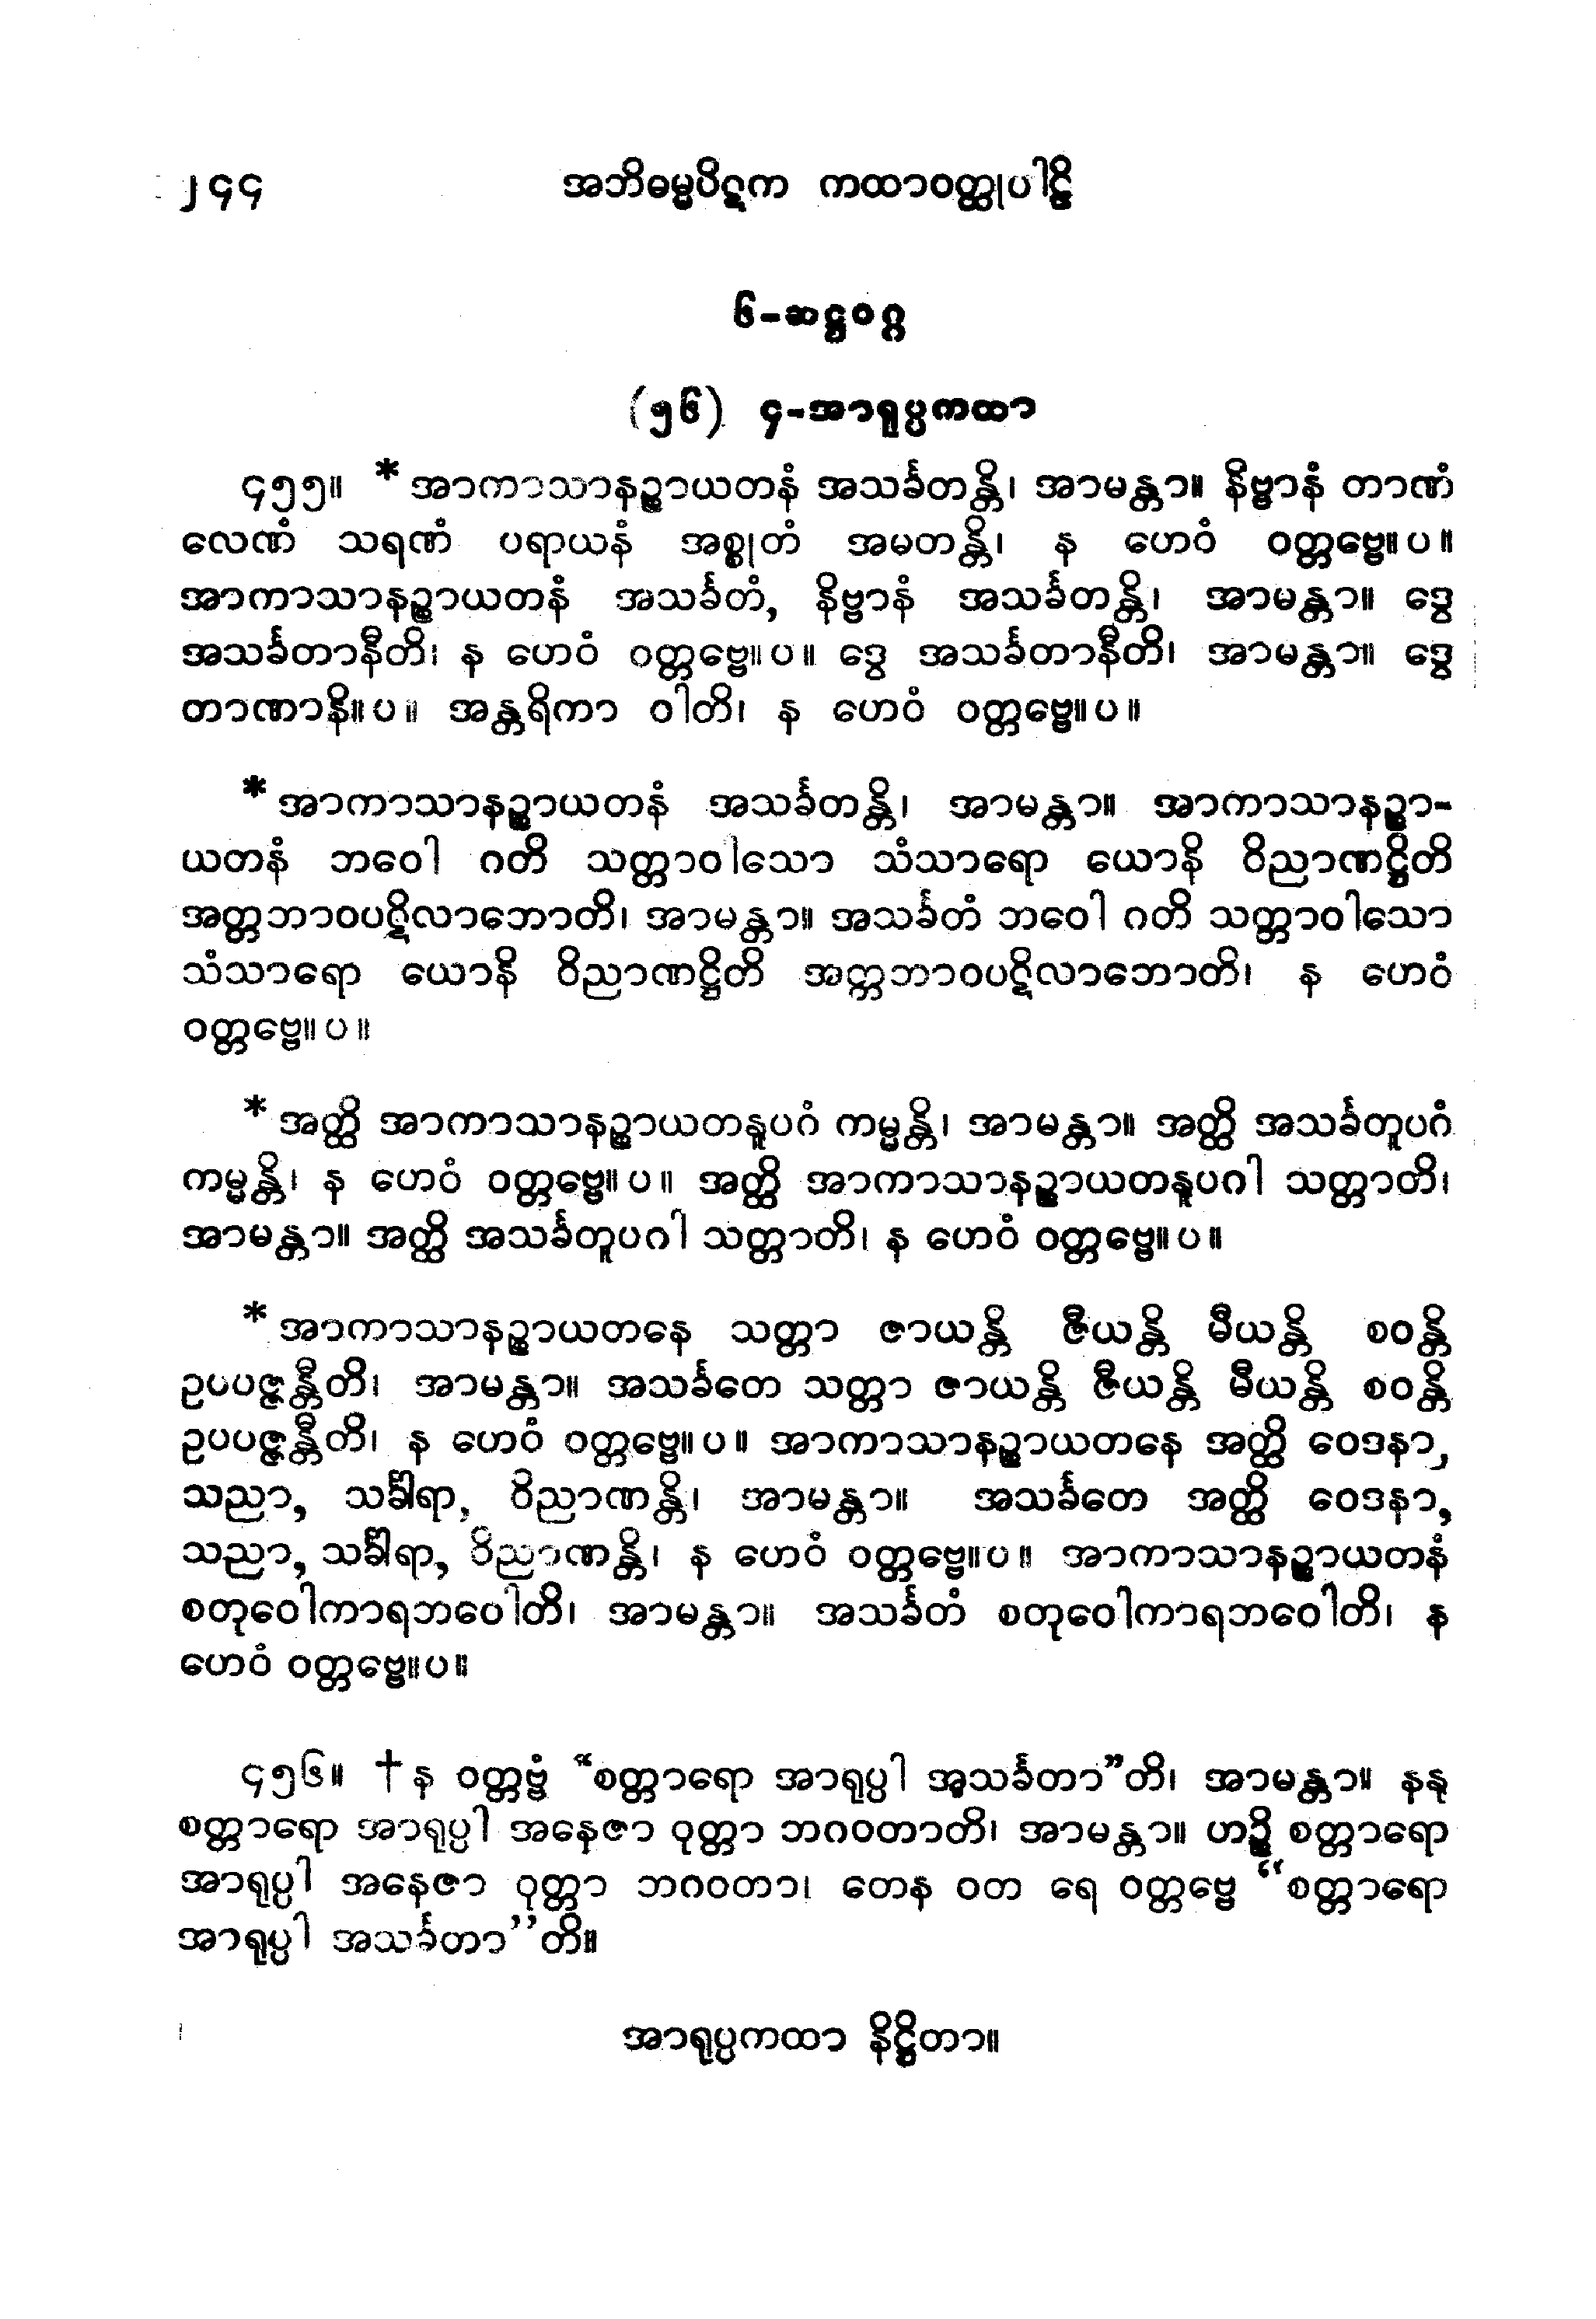 ၂၄၄ အဘိဓမ္မပိဋက ကထာဝတ္ထုပါဠိ
၆-ဆဋ္ဌဝဂ္ဂ
(၅၆) ၄-အာရုပ္ပကထာ
၄၅၅။ * အာကာသာနဉ္စာယတနံ အသင်္ခတန္တိ၊ အာမန္တာ။ နိဗ္ဗာနံ တာဏံ
လေဏံ သရဏံ ပရာယနံ အစ္စုတံ အမတန္တိ၊ န ဟေဝံ ဝတ္တဗ္ဗေ။ပ။
အာကာသာနဉ္စာယတနံ အသင်္ခတံ, နိဗ္ဗာနံ အသင်္ခတန္တိ၊ အာမန္တာ။ ဒွေ
အသင်္ခတာနီတိ၊ န ဟေဝံ ဝတ္တဗ္ဗေ။ပ။ ဒွေ အသင်္ခတာနီတိ၊ အာမန္တာ။ ဒွေ
တာဏာနိ။ပ။ အန္တရိကာ ဝါတိ၊ န ဟေဝံ ဝတ္တဗ္ဗေ။ပ။
* အာကာသာနဉ္စာယတနံ အသင်္ခတန္တိ၊ အာမန္တာ။ အာကာသာနဉ္စာ-
ယတနံ ဘဝေါ ဂတိ သတ္တာဝါသော သံသာရော ယောနိ ဝိညာဏဋ္ဌိတိ
အတ္တဘာဝပဋိလာဘောတိ၊ အာမန္တာ။ အသင်္ခတံ ဘဝေါ ဂတိ သတ္တာဝါသော
သံသာရော ယောနိ ဝိညာဏဋ္ဌိတိ အတ္တဘာဝပဋိလာဘောတိ၊ န ဟေဝံ
ဝတ္တဗ္ဗေ။ပ။
* အတ္ထိ အာကာသာနဉ္စာယတနူပဂံ ကမ္မန္တိ၊ အာမန္တာ။ အတ္ထိ အသင်္ခတူပဂံ
ကမ္မန္တိ၊ န ဟေဝံ ဝတ္တဗ္ဗေ။ပ။ အတ္ထိ အာကာသာနဉ္စာယတနူပဂါ သတ္တာတိ၊
အာမန္တာ။ အတ္ထိ အသင်္ခတူပဂါ သတ္တာတိ၊ န ဟေဝံ ဝတ္တဗ္ဗေ။ပ။
* အာကာသာနဉ္စာယတနေ သတ္တာ ဇာယန္တိ ဇီယန္တိ မီယန္တိ စဝန္တိ
ဥပပဇ္ဇန္တီတိ၊ အာမန္တာ။ အသင်္ခတေ သတ္တာ ဇာယန္တိ ဇီယန္တိ မီယန္တိ စဝန္တိ
ဥပပဇ္ဇန္တီတိ၊ န ဟေဝံ ဝတ္တဗ္ဗေ။ပ။ အာကာသာနဉ္စာယတနေ အတ္ထိ ဝေဒနာ,
သညာ, သင်္ခါရာ, ဝိညာဏန္တိ၊ အာမန္တာ။ အသင်္ခတေ အတ္ထိ ဝေဒနာ,
သညာ, သင်္ခါရာ, ဝိညာဏန္တိ၊ န ဟေဝံ ဝတ္တဗ္ဗေ။ပ။ အာကာသာနဉ္စာယတနံ
စတုဝေါကာရဘဝေါတိ၊ အာမန္တာ။ အသင်္ခတံ စတုဝေါကာရဘဝေါတိ၊ န
ဟေဝံ ဝတ္တဗ္ဗေ။ပ။
၄၅၆။ † န ဝတ္တဗ္ဗံ “စတ္တာရော အာရုပ္ပါ အသင်္ခတာ”တိ၊ အာမန္တာ။ နနု
စတ္တာရော အာရုပ္ပါ အနေဇာ ဝုတ္တာ ဘဂဝတာတိ၊ အာမန္တာ။ ဟဉ္စိ စတ္တာရော
အာရုပ္ပါ အနေဇာ ဝုတ္တာ ဘဂဝတာ၊ တေန ဝတ ရေ ဝတ္တဗ္ဗေ “စတ္တာရော
အာရုပ္ပါ အသင်္ခတာ”တိ။
အာရုပ္ပကထာ နိဋ္ဌိတာ။